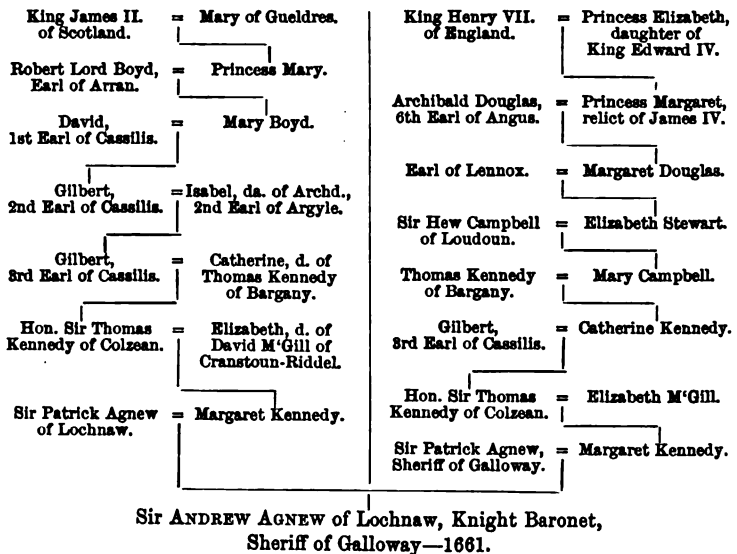 King James II. = Mary of Gueldres.
of Scotland.
Robert Lord Boyd, = Princess Mary.
Earl of Arran.
David, = Mary Boyd.
1st Earl of Cassilis.
Gilbert, = Isabel, da. of Archd.,
2nd Earl of Cassilis. 2nd Earl of Argyle.
Gilbert, = Catherine, d. of
3rd Earl of Cassilis. Thomas Kennedy
of Bargany.
Hon. Sir Thomas = Elizabeth, d. of
Kennedy of Colzean. David M'Gill of
Cranstoun-Riddel.
Sir Patrick Agnew = Margaret Kennedy.
of Lochnaw.
King Henry VII. = Princess Elizabeth,
of England. daughter of
King Edward IV.
Archibald Douglas, = Princess Margaret,
6th Earl of Angus. relict of James IV.
Earl of Lennox. = Margaret Douglas.
Sir Hew Campbell = Elizabeth Stewart.
of Loudoun.
Thomas Kennedy = Mary Campbell.
of Bargany.
Gilbert, = Catherine Kennedy.
3rd Earl of Cassilis.
Hon. Sir Thomas = Elizabeth M'Gill.
Kennedy of Colzean.
Sir Patrick Agnew, = Margaret Kennedy.
Sheriff of Galloway.
Sir ANDREW AGNEW of Lochnaw, Knight Baronet,
Sheriff of Galloway—1661.